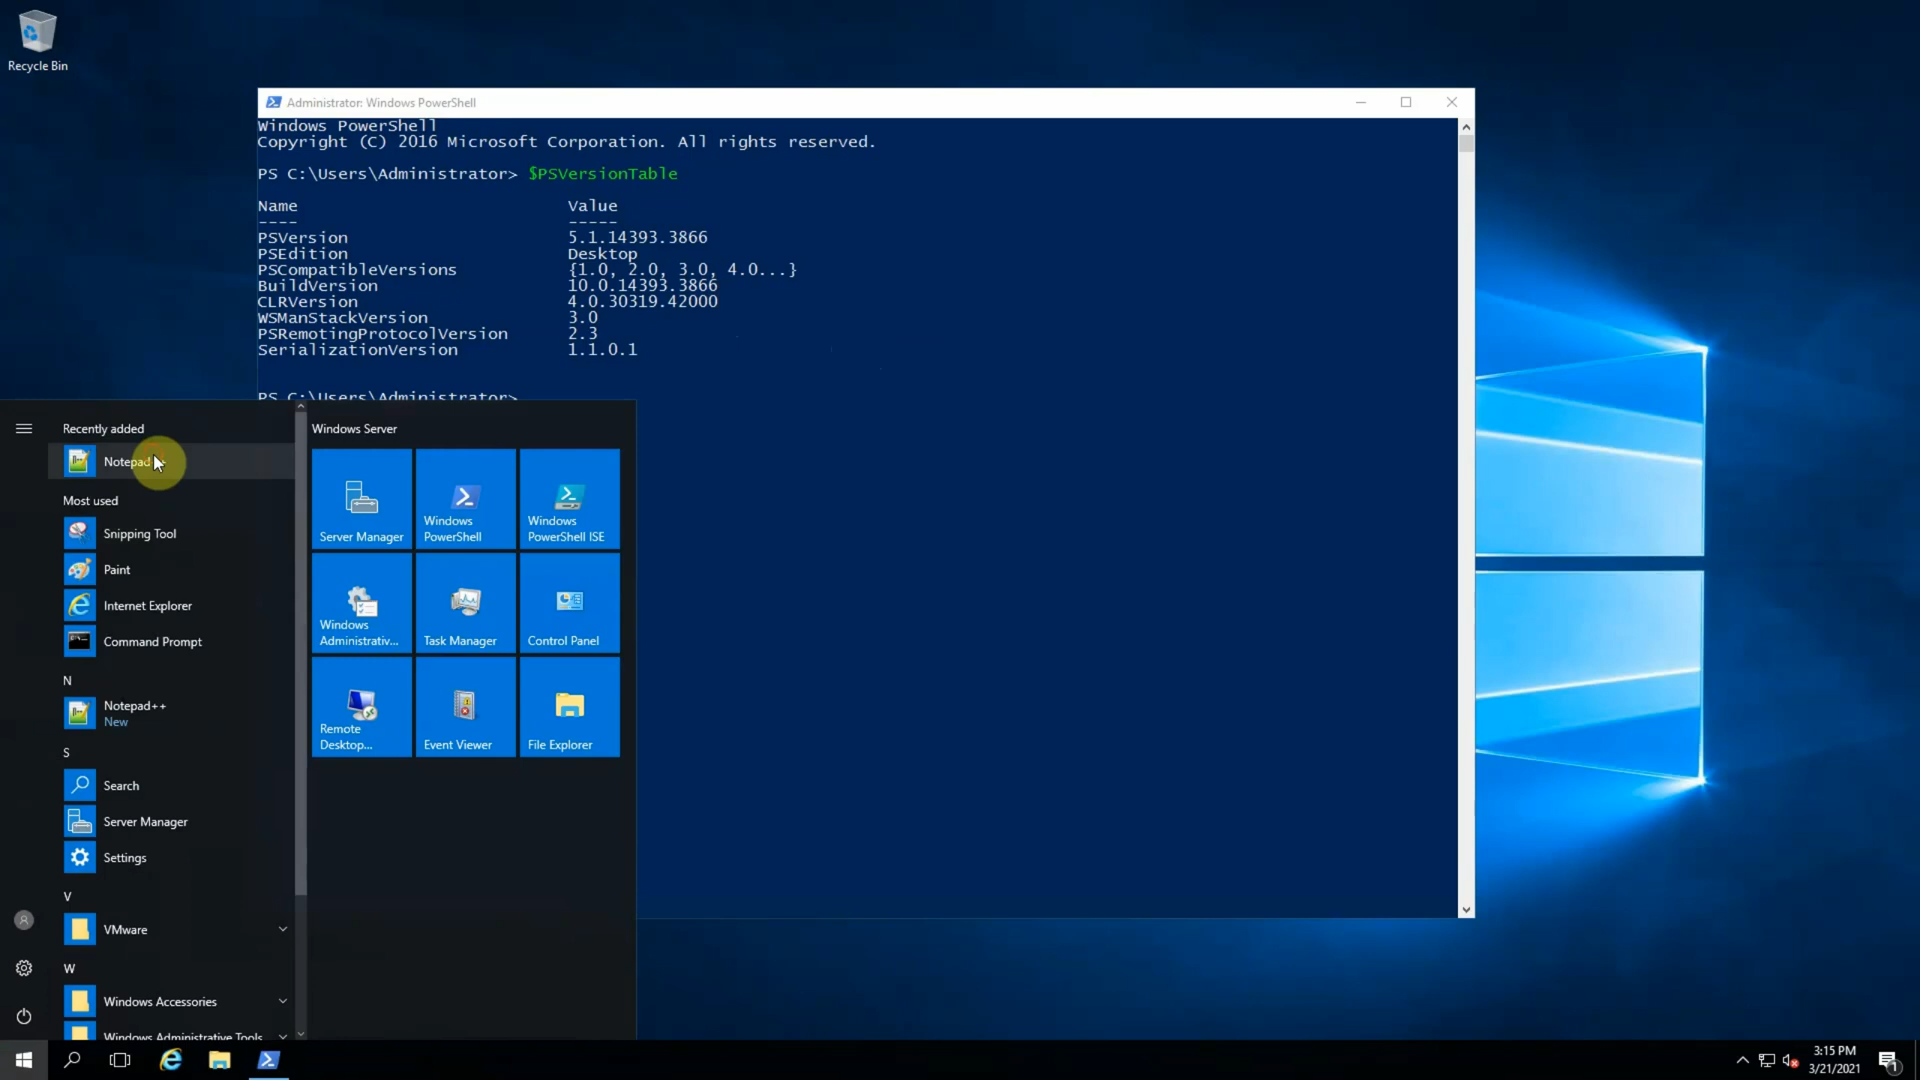 Recycle Bin
Administrator: Windows PowerShell
Windows PowerShell
Copyright (C) 2016 Microsoft Corporation. All rights reserved.
PS C:\Users\Administrator> $PSVersionTable
Name Value
---- -----
PSVersion 5.1.14393.3866
PSEdition Desktop
PSCompatibleVersions {1.0, 2.0, 3.0, 4.0...}
BuildVersion 10.0.14393.3866
CLRVersion 4.0.30319.42000
WSManStackVersion 3.0
PSRemotingProtocolVersion 2.3
SerializationVersion 1.1.0.1
PS C:\Users\Administrator>
Recently added
Notepad++
Most used
Snipping Tool
Paint
Internet Explorer
Command Prompt
N
Notepad++
New
S
Search
Server Manager
Settings
V
VMware
W
Windows Accessories
Windows Administrative Tools
Windows Server
Server Manager
Windows
PowerShell
Windows
PowerShell ISE
Windows
Administrativ...
Task Manager
Control Panel
Remote
Desktop...
Event Viewer
File Explorer
3:15 PM
3/21/2021
1